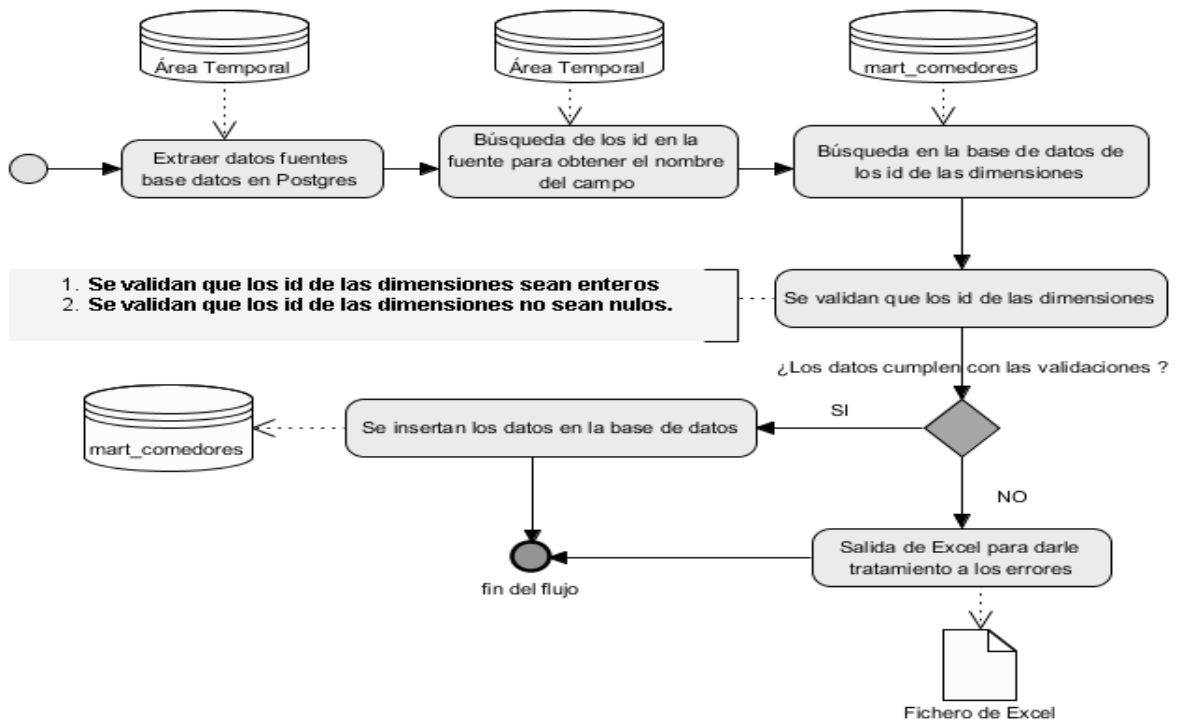 Área Temporal
Área Temporal
mart_comedores
Extraer datos fuentes
base datos en Postgres
Búsqueda de los id en la
fuente para obtener el nombre
del campo
Búsqueda en la base de datos de
los id de las dimensiones
1. Se validan que los id de las dimensiones sean enteros
2. Se validan que los id de las dimensiones no sean nulos.
Se validan que los id de las dimensiones
¿Los datos cumplen con las validaciones ?
SI
Se insertan los datos en la base de datos
mart_comedores
NO
Salida de Excel para darle
tratamiento a los errores
fin del flujo
Fichero de Excel